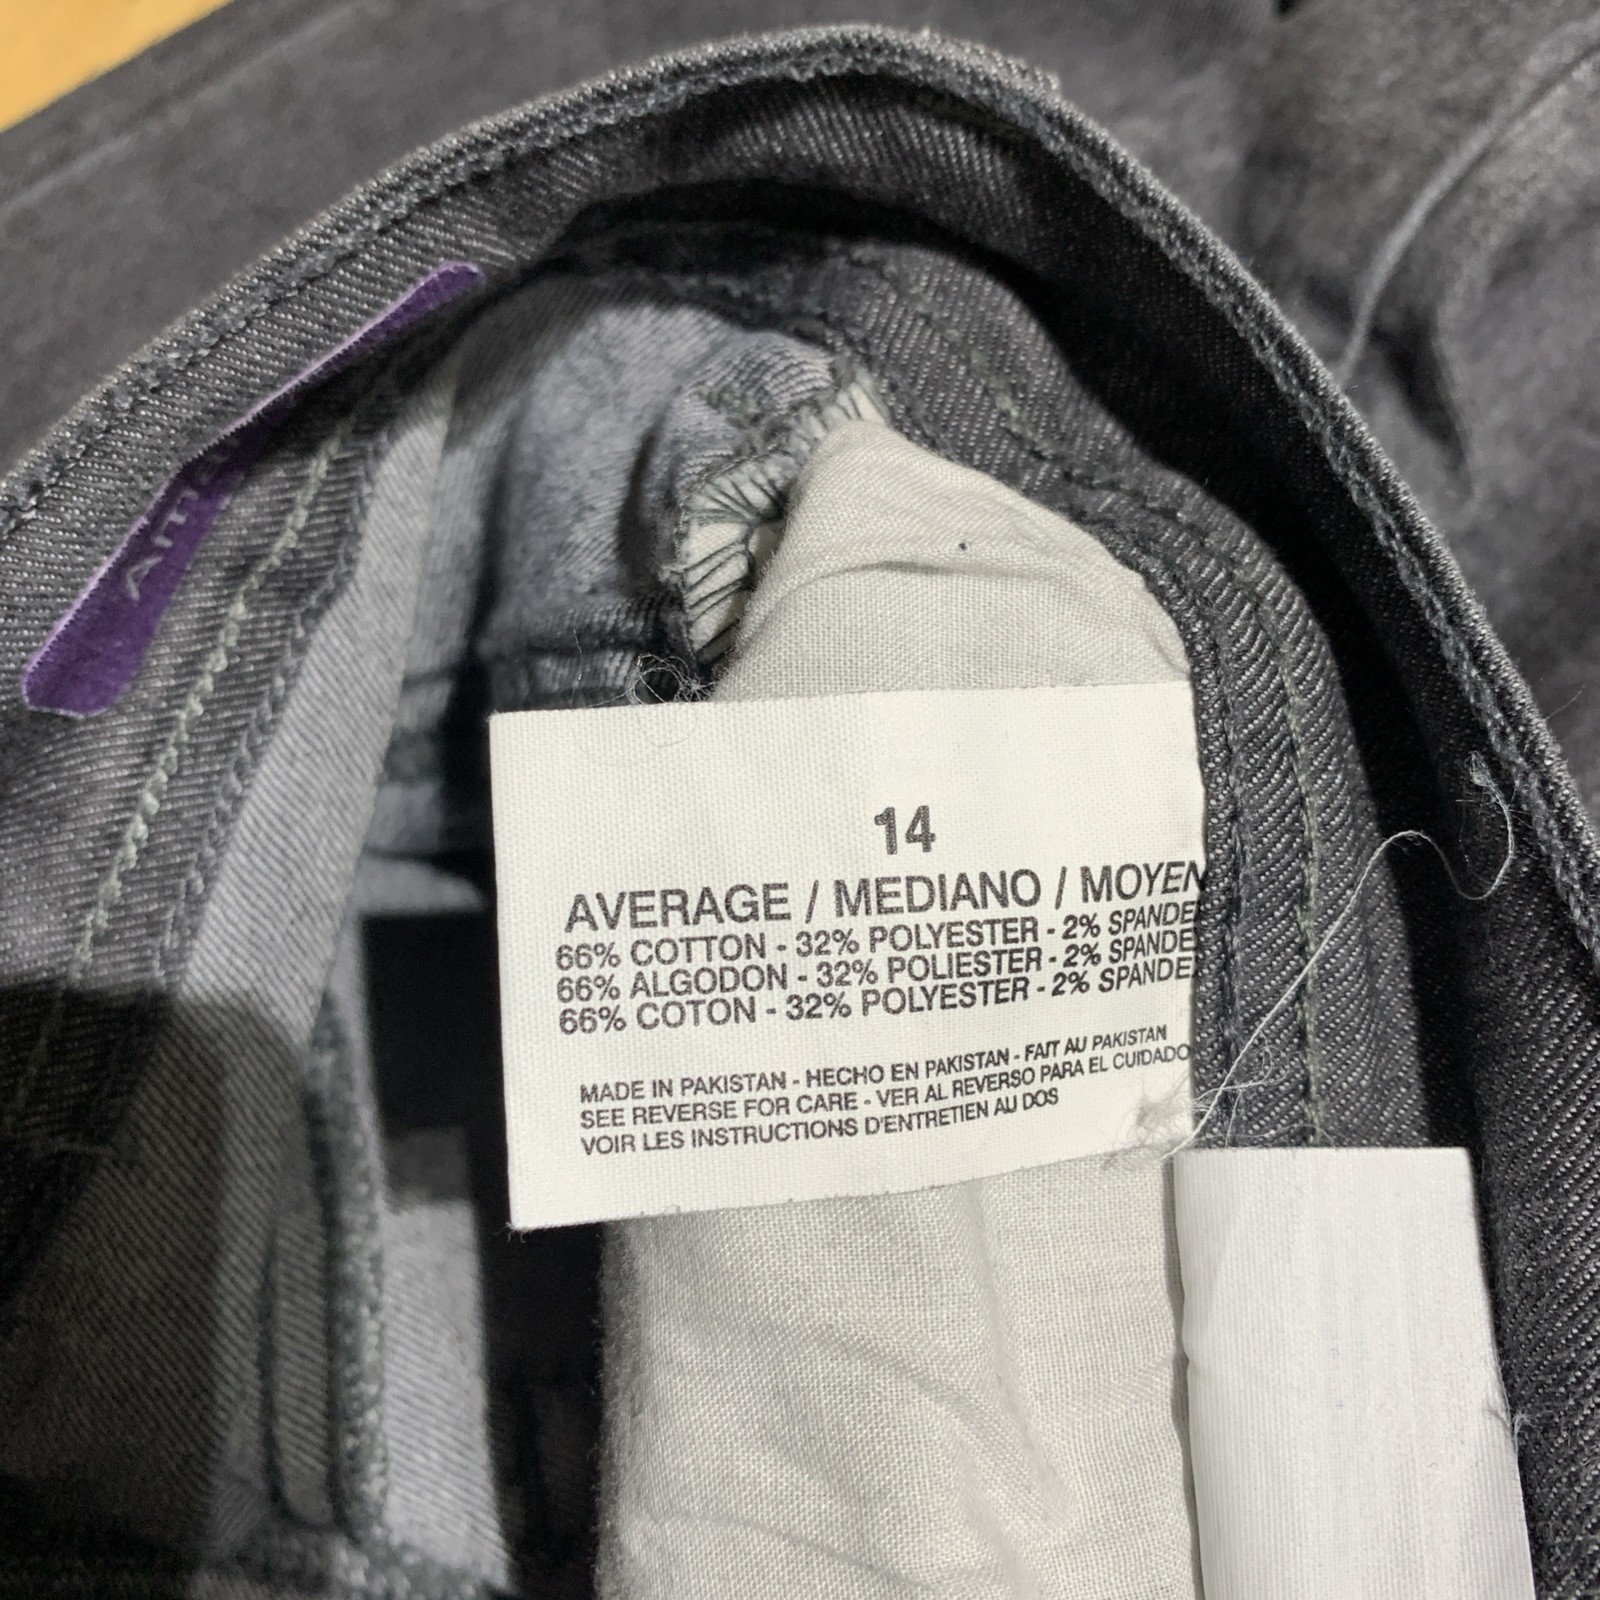 14
AVERAGE / MEDIANO / MOYEN
66% COTTON - 32% POLYESTER - 2% SPANDE
66% ALGODON - 32% POLIESTER - 2% SPANDE
66% COTON - 32% POLYESTER - 2% SPANDEX
MADE IN PAKISTAN - HECHO EN PAKISTAN - FAIT AU PAKISTAN
SEE REVERSE FOR CARE - VER AL REVERSO PARA EL CUIDADO
VOIR LES INSTRUCTIONS D'ENTRETIEN AU DOS